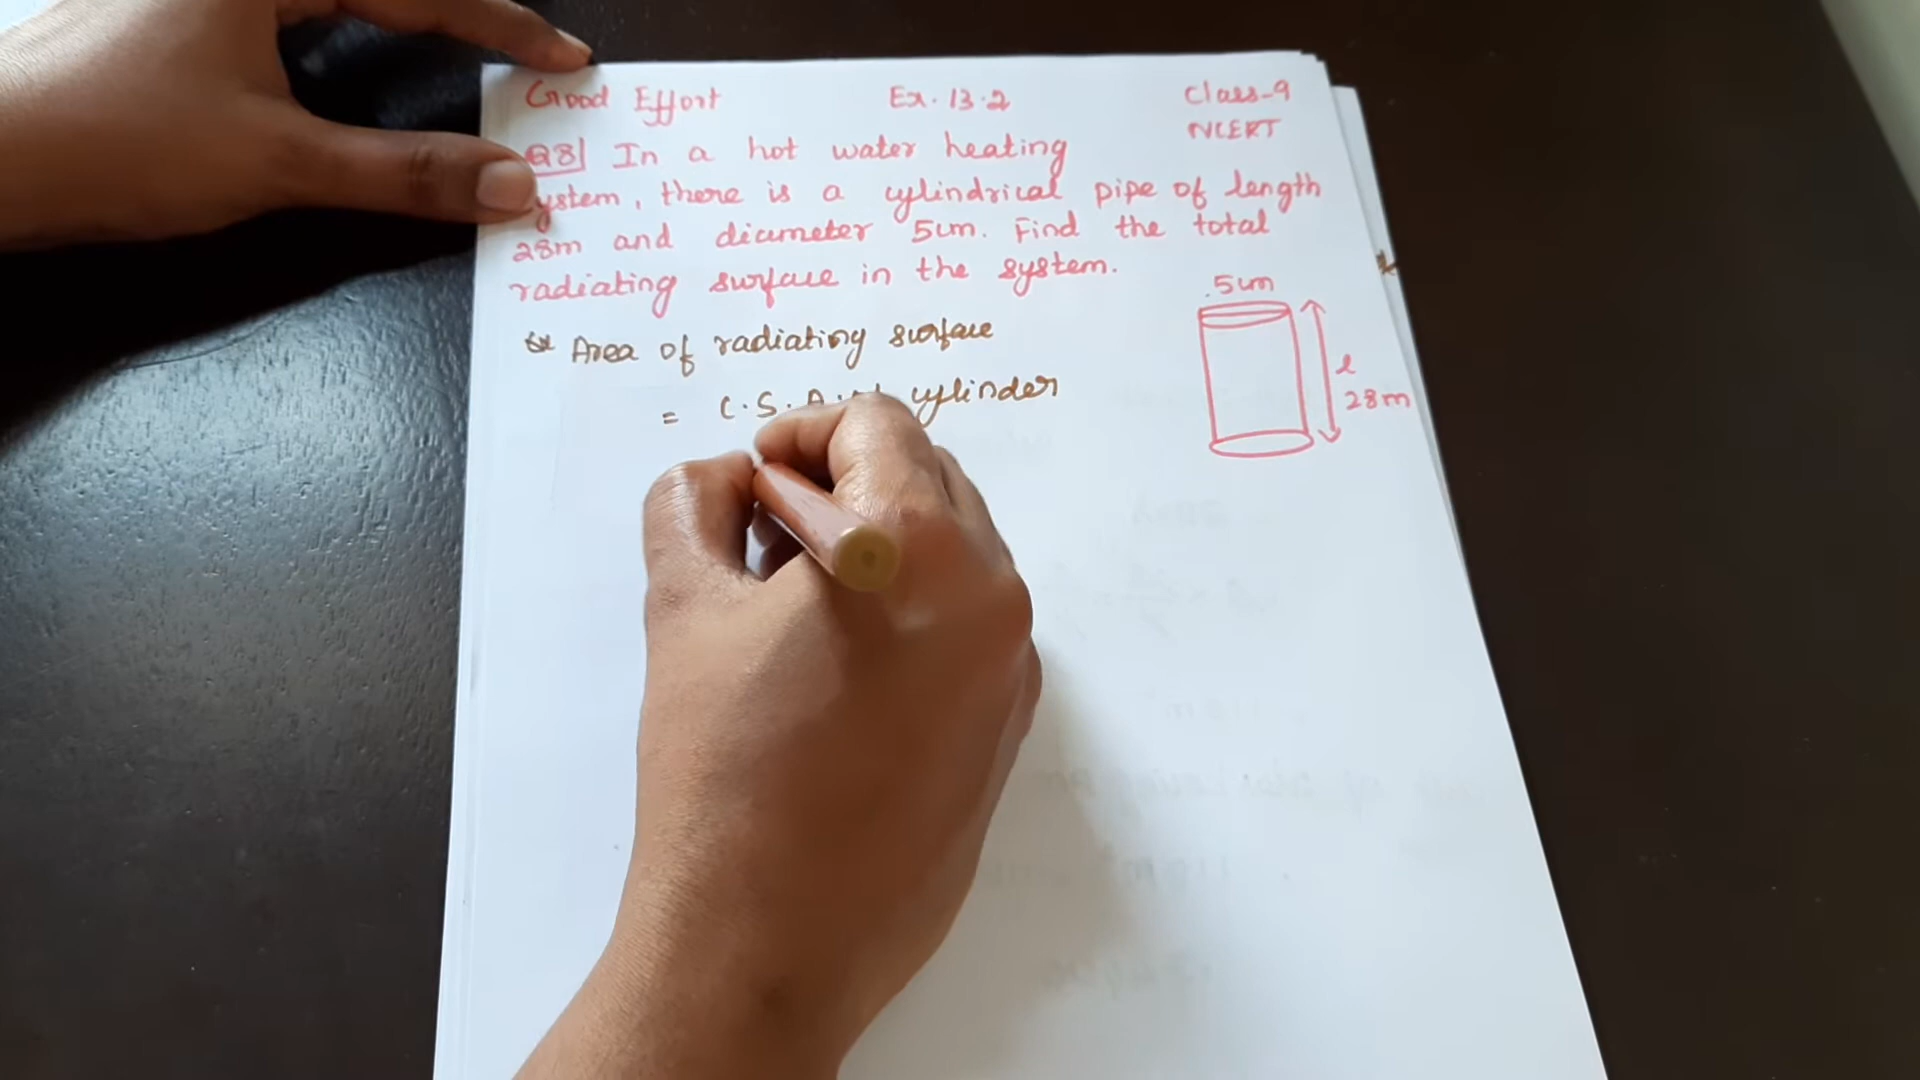 Good Effort Ex. 13.2 Class-9
NCERT
Q8 In a hot water heating
ystem, there is a cylindrical pipe of length
28m and diameter 5cm. Find the total
radiating surface in the system.
5cm
Area of radiating surface
l
28m
= C.S.A. cylinder